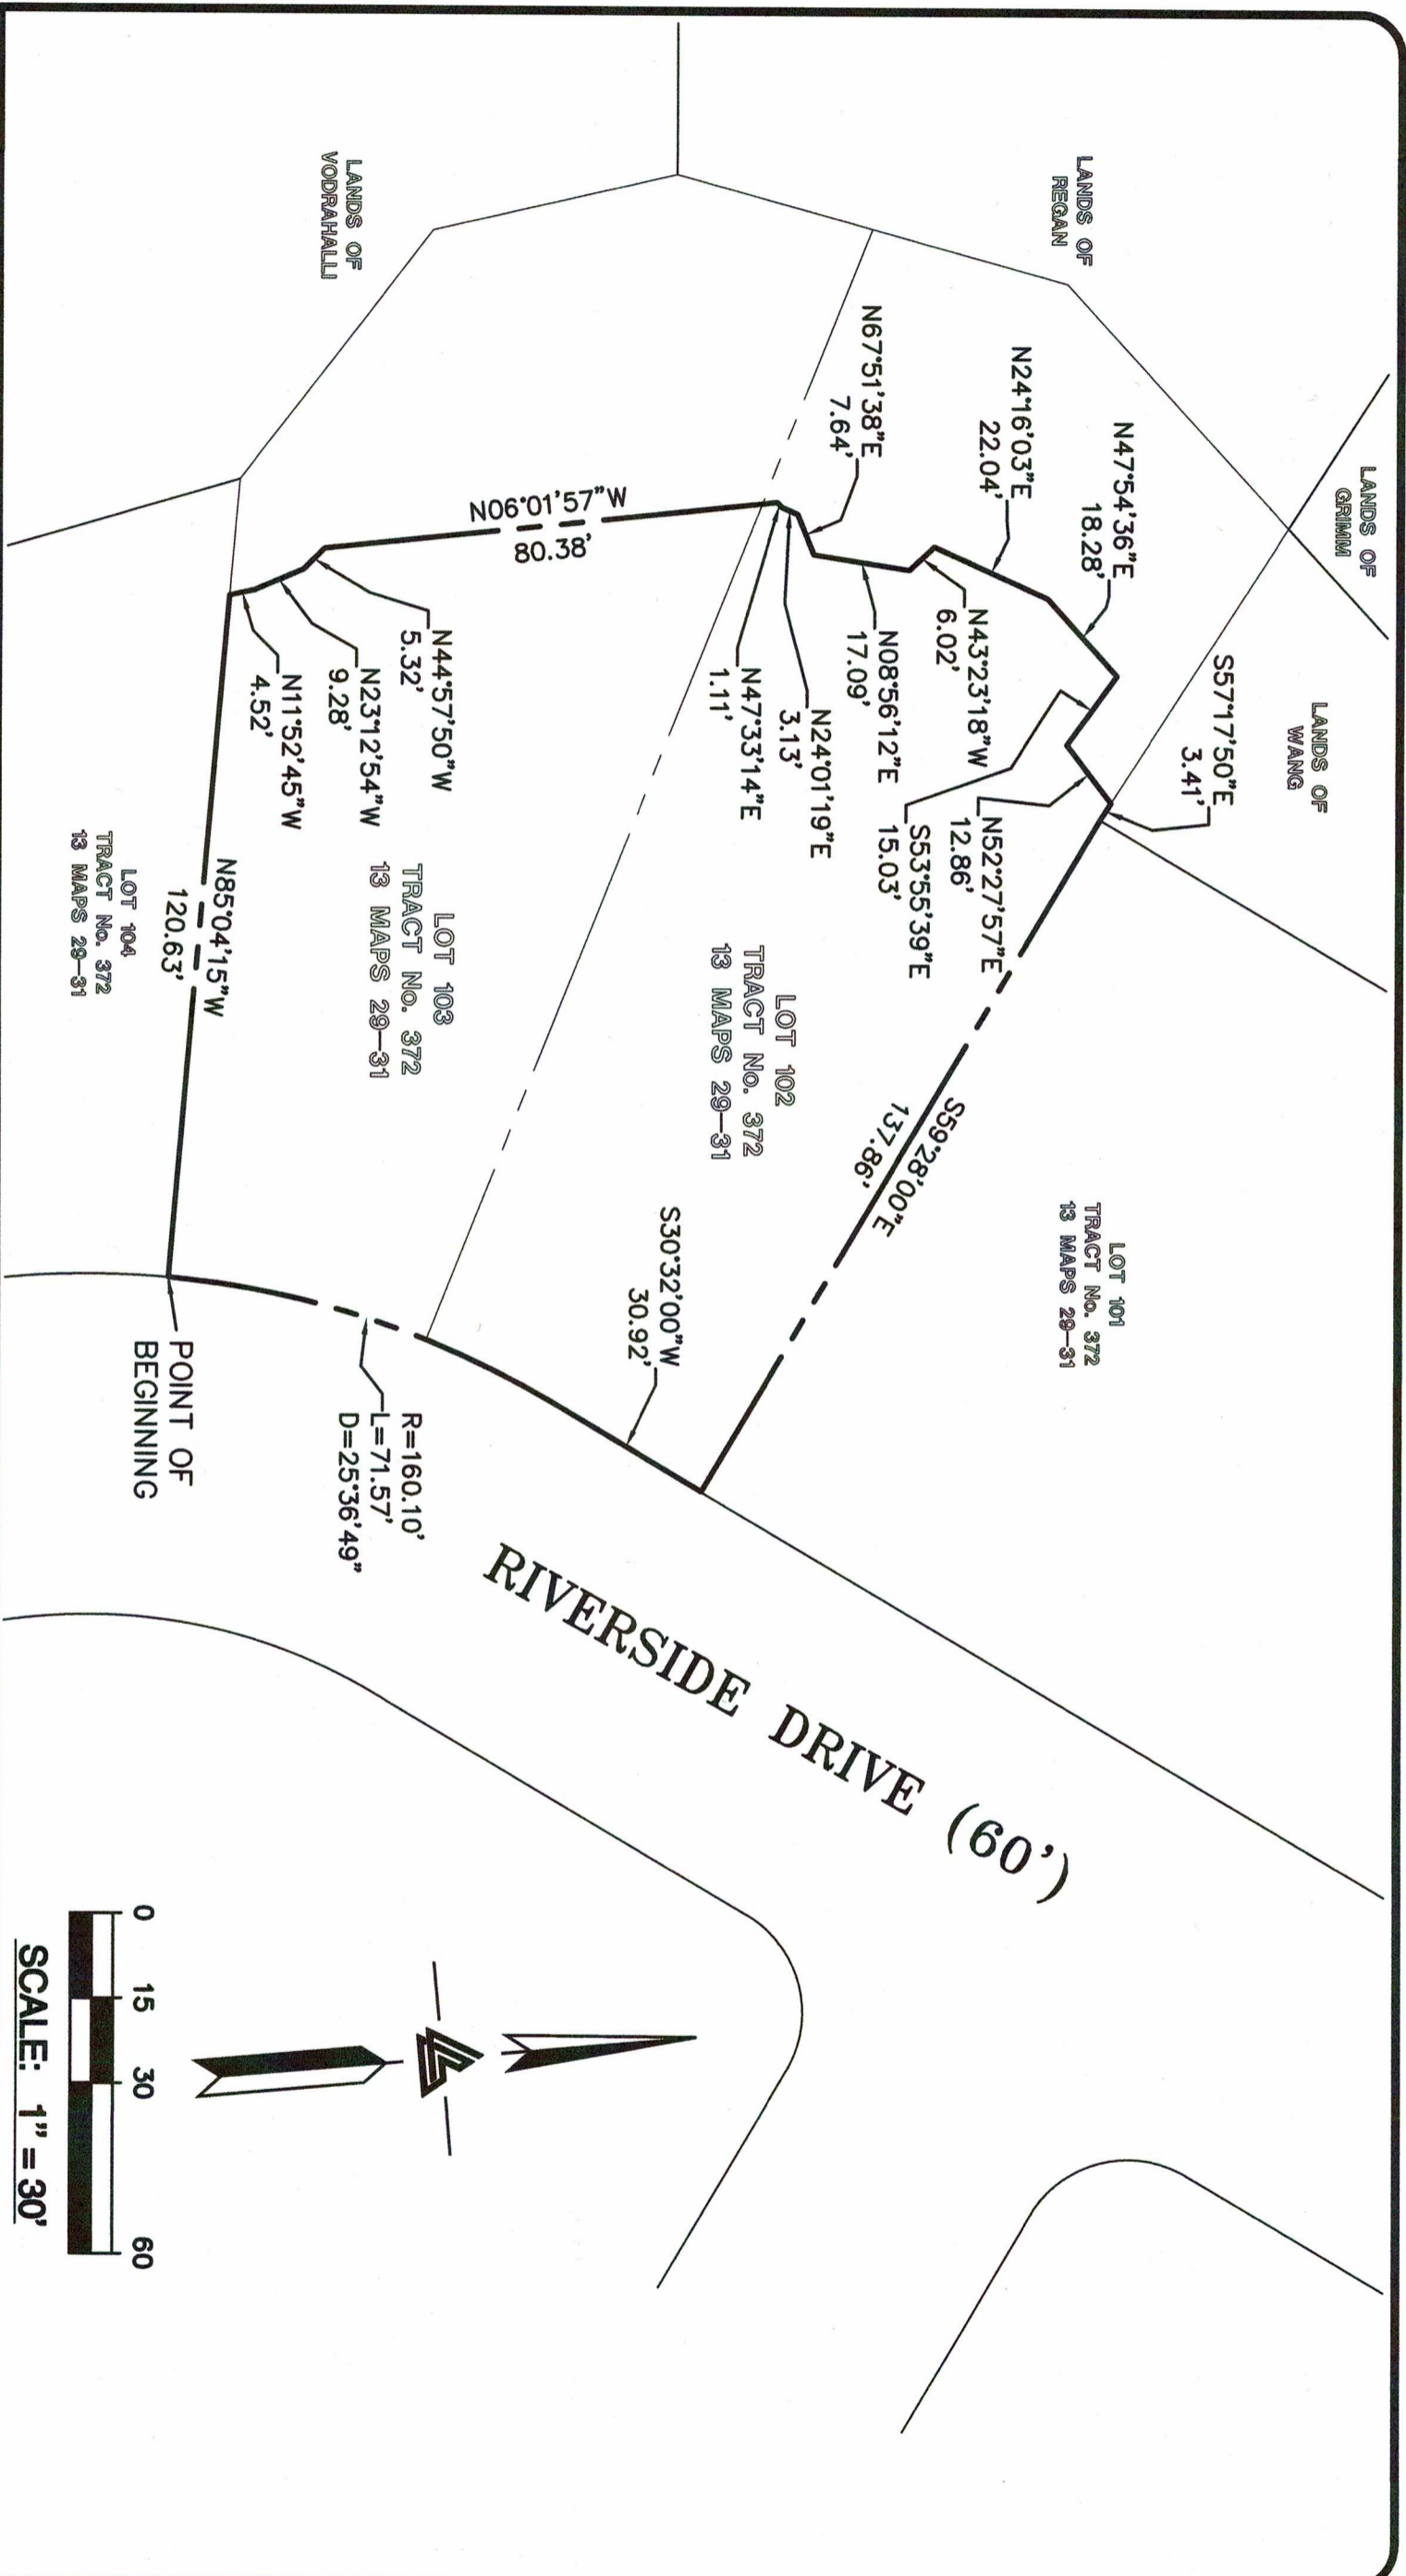 LANDS OF
GRIMM
LANDS OF
WANG
LANDS OF
REGAN
LANDS OF
VODRAHALLI
S57°17'50"E
3.41'
N47°54'36"E
18.28'
N24°16'03"E
22.04'
N67°51'38"E
7.64'
N43°23'18"W
6.02'
N08°56'12"E
17.09'
N52°27'57"E
12.86'
S53°55'39"E
15.03'
N24°01'19"E
3.13'
N47°33'14"E
1.11'
N06°01'57"W
80.38'
N44°57'50"W
5.32'
N23°12'54"W
9.28'
N11°52'45"W
4.52'
N85°04'15"W
120.63'
S59°28'00"E
137.86'
S30°32'00"W
30.92'
LOT 101
TRACT No. 372
13 MAPS 29-31
LOT 102
TRACT No. 372
13 MAPS 29-31
LOT 103
TRACT No. 372
13 MAPS 29-31
LOT 104
TRACT No. 372
13 MAPS 29-31
R=160.10'
L=71.57'
D=25°36'49"
POINT OF
BEGINNING
RIVERSIDE DRIVE (60')
0 15 30 60
SCALE: 1" = 30'